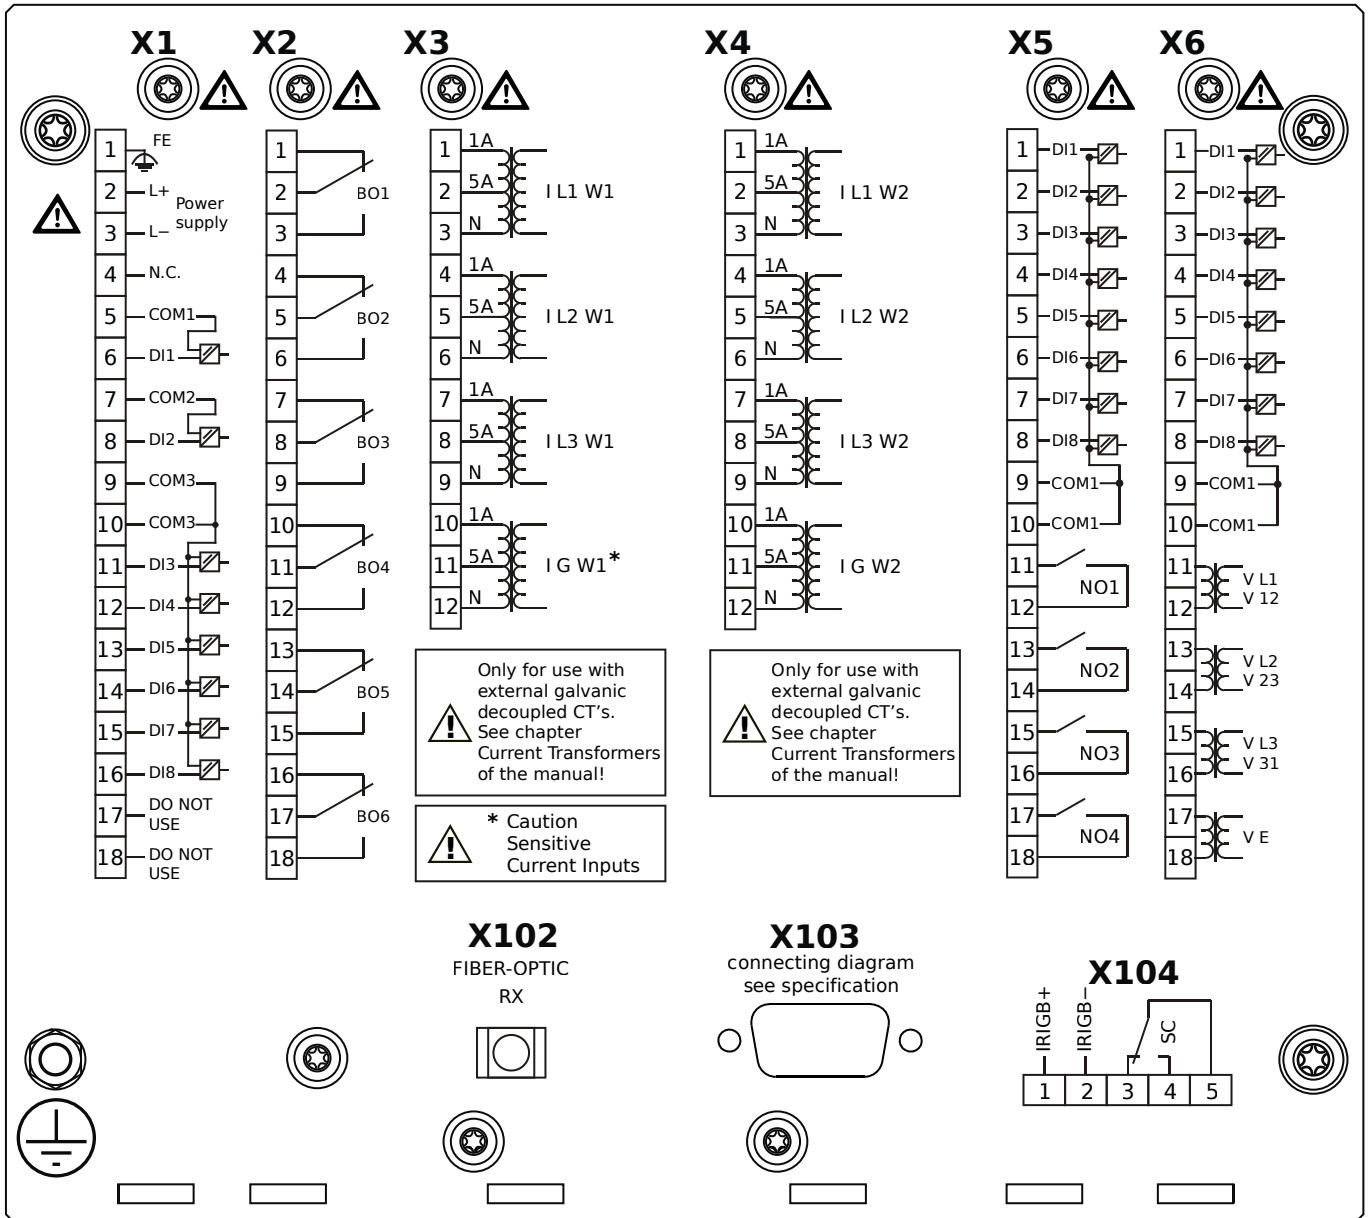 X1
X2
X3
X4
X5
X6
1
FE
2
L+
Power
supply
3
L−
4
N.C.
5
COM1
6
DI1
7
COM2
8
DI2
9
COM3
10
COM3
11
DI3
12
DI4
13
DI5
14
DI6
15
DI7
16
DI8
17
DO NOT
USE
18
DO NOT
USE
1
2
BO1
3
4
5
BO2
6
7
8
BO3
9
10
11
BO4
12
13
14
BO5
15
16
17
BO6
18
1
1A
2
5A
I L1 W1
3
N
4
1A
5
5A
I L2 W1
6
N
7
1A
8
5A
I L3 W1
9
N
10
1A
11
5A
I G W1*
12
N
Only for use with
external galvanic
decoupled CT's.
See chapter
Current Transformers
of the manual!
* Caution
Sensitive
Current Inputs
1
1A
2
5A
I L1 W2
3
N
4
1A
5
5A
I L2 W2
6
N
7
1A
8
5A
I L3 W2
9
N
10
1A
11
5A
I G W2
12
N
Only for use with
external galvanic
decoupled CT's.
See chapter
Current Transformers
of the manual!
1
DI1
2
DI2
3
DI3
4
DI4
5
DI5
6
DI6
7
DI7
8
DI8
9
COM1
10
COM1
11
NO1
12
13
NO2
14
15
NO3
16
17
NO4
18
1
DI1
2
DI2
3
DI3
4
DI4
5
DI5
6
DI6
7
DI7
8
DI8
9
COM1
10
COM1
11
V L1
V 12
12
13
V L2
V 23
14
15
V L3
V 31
16
17
V E
18
X102
FIBER-OPTIC
RX
X103
connecting diagram
see specification
X104
IRIGB+
IRIGB−
SC
1
2
3
4
5